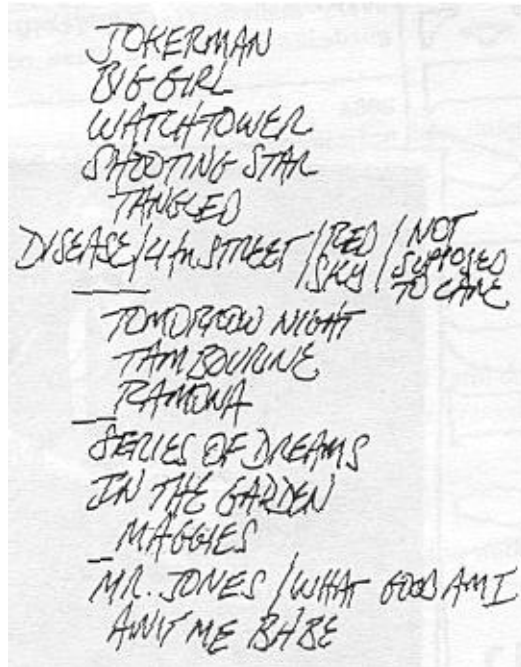 JOKERMAN
BIG GIRL
WATCHTOWER
SHOOTING STAR
TANGLED
DISEASE/4th STREET/RED SKY/NOT SUPPOSED TO CARE
TOMORROW NIGHT
TAMBOURINE
RAMONA
SERIES OF DREAMS
IN THE GARDEN
MAGGIES
MR. JONES/WHAT GOOD AM I
AINT ME BABE